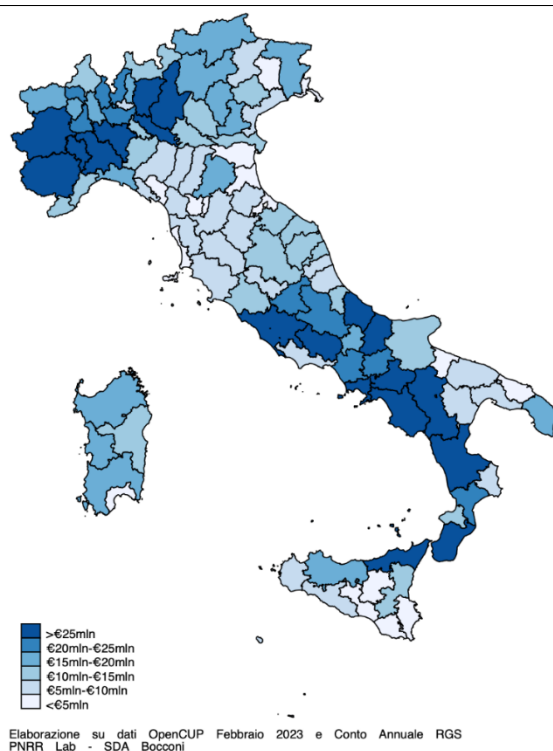 >€25mln
€20mln-€25mln
€15mln-€20mln
€10mln-€15mln
€5mln-€10mln
<€5mln
Elaborazione su dati OpenCUP Febbraio 2023 e Conto Annuale RGS
PNRR Lab - SDA Bocconi